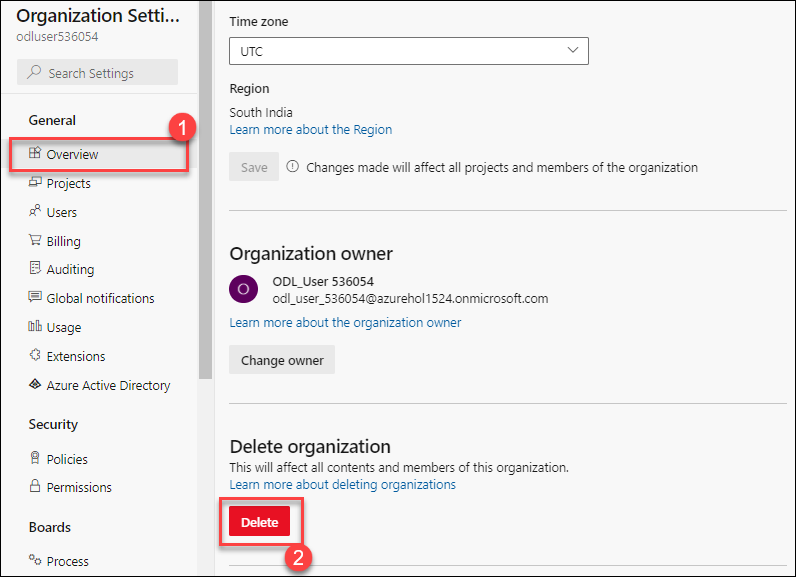 Organization Setti...
odluser536054
Search Settings
General
1
Overview
Projects
Users
Billing
Auditing
Global notifications
Usage
Extensions
Azure Active Directory
Security
Policies
Permissions
Boards
Process
Time zone
UTC
Region
South India
Learn more about the Region
Save
Changes made will affect all projects and members of the organization
Organization owner
O
ODL_User 536054
odl_user_536054@azurehol1524.onmicrosoft.com
Learn more about the organization owner
Change owner
Delete organization
This will affect all contents and members of this organization.
Learn more about deleting organizations
Delete
2